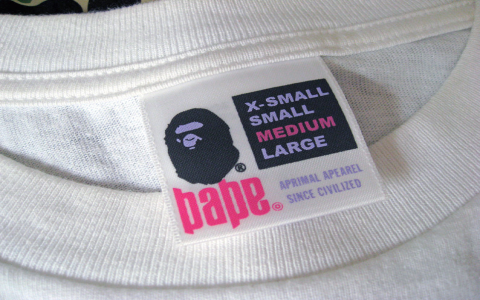 X-SMALL
SMALL
MEDIUM
LARGE
®
bape©
APRIMAL APEAREL
SINCE CIVILIZED